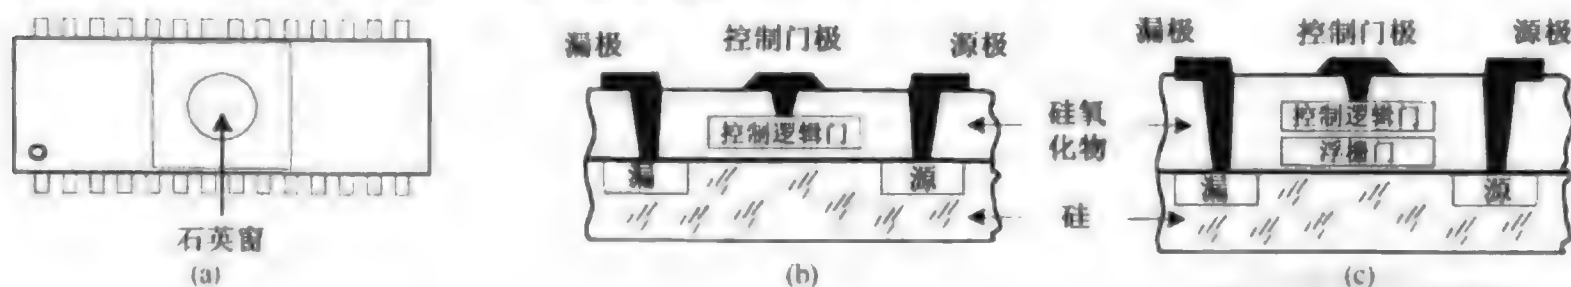 石英窗
(a)
漏极 控制门极 源极
控制逻辑门
漏 源
(b)
硅氧
化物
硅
漏极 控制门极 源极
控制逻辑门
浮栅门
漏 源
(c)